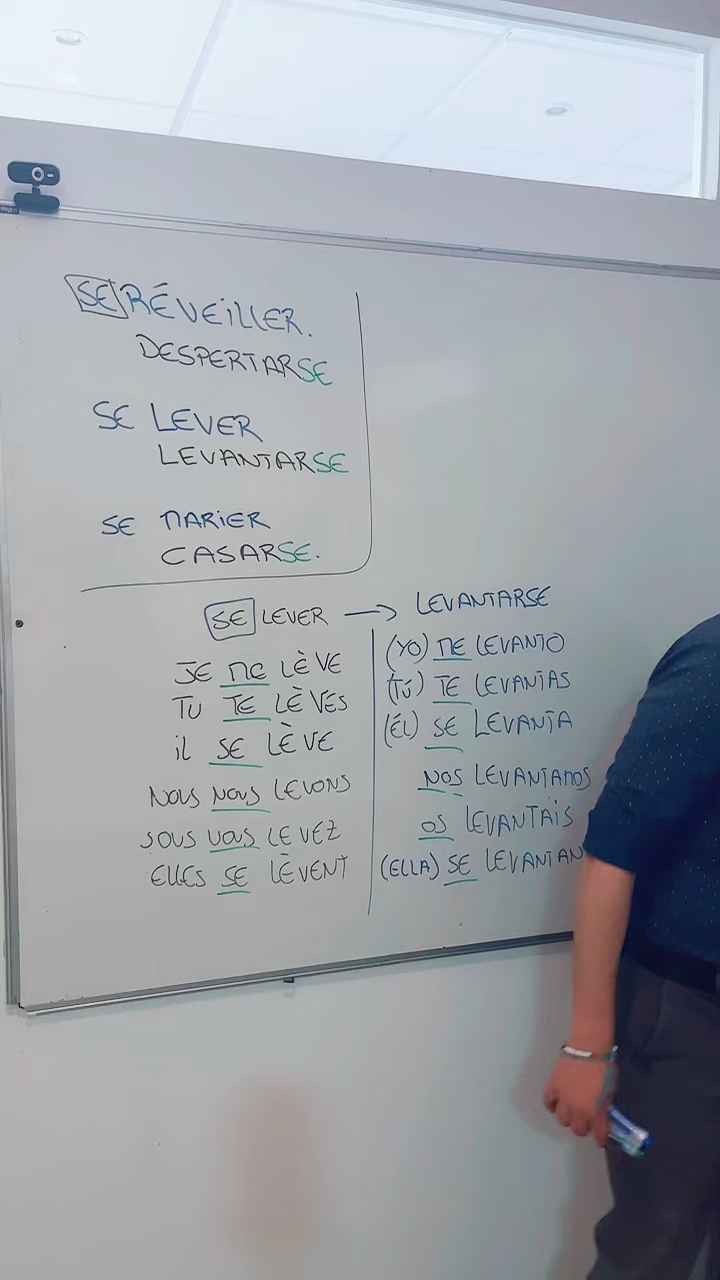 SE RÉVEILLER.
DESPERTARSE
SE LEVER
LEVANTARSE
SE MARIER
CASARSE.
SE LEVER → LEVANTARSE
JE ME LÈVE
TU TE LÈVES
il SE LÈVE
NOUS NOUS LEVONS
VOUS VOUS LEVEZ
ELLES SE LÈVENT
(YO) ME LEVANTO
(TÚ) TE LEVANTAS
(ÉL) SE LEVANTA
NOS LEVANTAMOS
OS LEVANTAIS
(ELLA) SE LEVANTAN